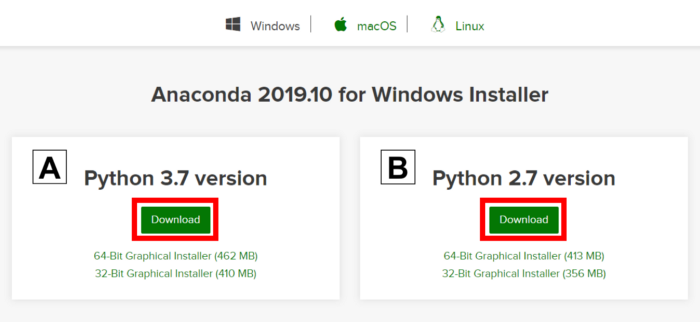 Windows macOS Linux
Anaconda 2019.10 for Windows Installer
A
Python 3.7 version
Download
64-Bit Graphical Installer (462 MB)
32-Bit Graphical Installer (410 MB)
B
Python 2.7 version
Download
64-Bit Graphical Installer (413 MB)
32-Bit Graphical Installer (356 MB)